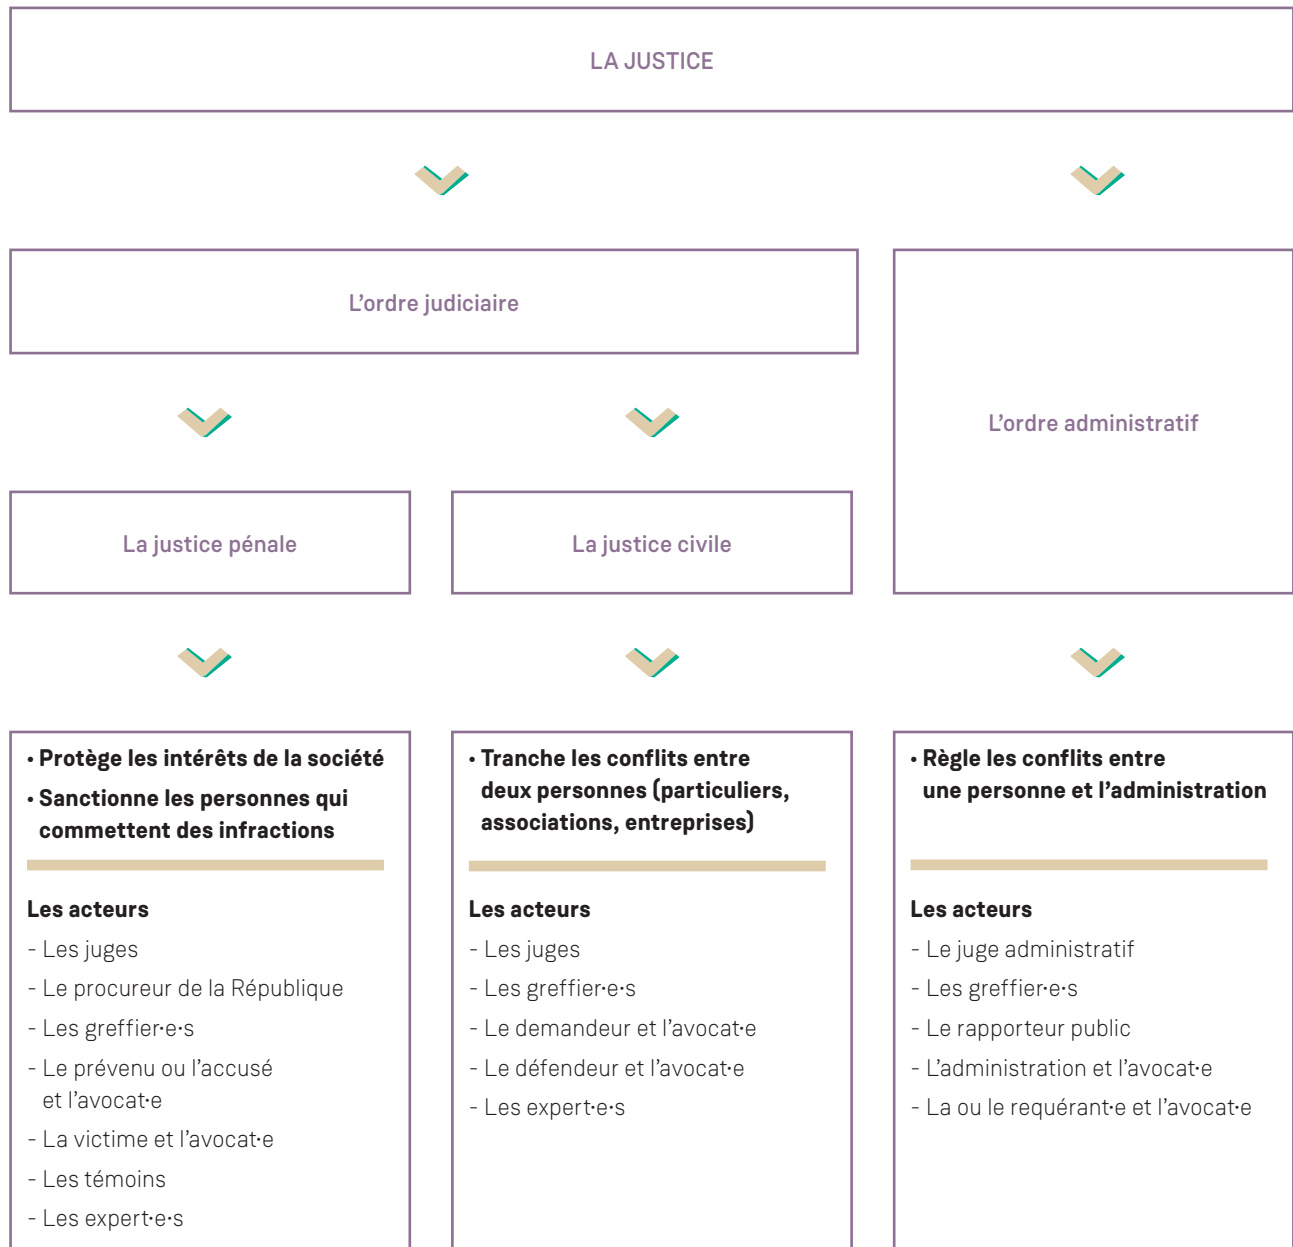 LA JUSTICE
L’ordre judiciaire
L’ordre administratif
La justice pénale
La justice civile
• Protège les intérêts de la société
• Sanctionne les personnes qui
commettent des infractions
Les acteurs
- Les juges
- Le procureur de la République
- Les greffier·e·s
- Le prévenu ou l’accusé
et l’avocat·e
- La victime et l’avocat·e
- Les témoins
- Les expert·e·s
• Tranche les conflits entre
deux personnes (particuliers,
associations, entreprises)
Les acteurs
- Les juges
- Les greffier·e·s
- Le demandeur et l’avocat·e
- Le défendeur et l’avocat·e
- Les expert·e·s
• Règle les conflits entre
une personne et l’administration
Les acteurs
- Le juge administratif
- Les greffier·e·s
- Le rapporteur public
- L’administration et l’avocat·e
- La ou le requérant·e et l’avocat·e